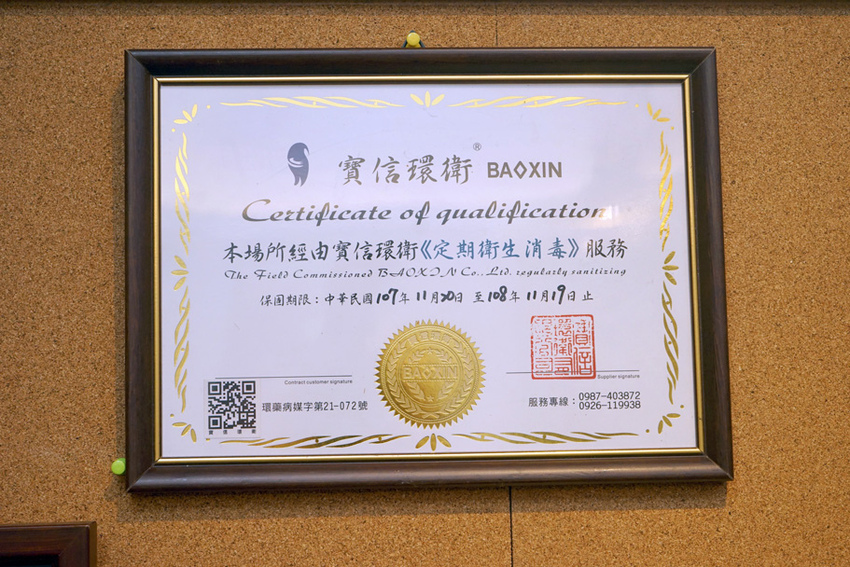 寶信環衛® BAOXIN
Certificate of qualification
本場所經由寶信環衛《定期衛生消毒》服務
The Field Commissioned BAOXIN Co., Ltd. regularly sanitizing
保固期限：中華民國107年11月20日 至108年11月19日止
BAOXIN
Contract customer signature
Supplier signature
環藥病媒字第21-072號
服務專線：0987-403872
0926-119938